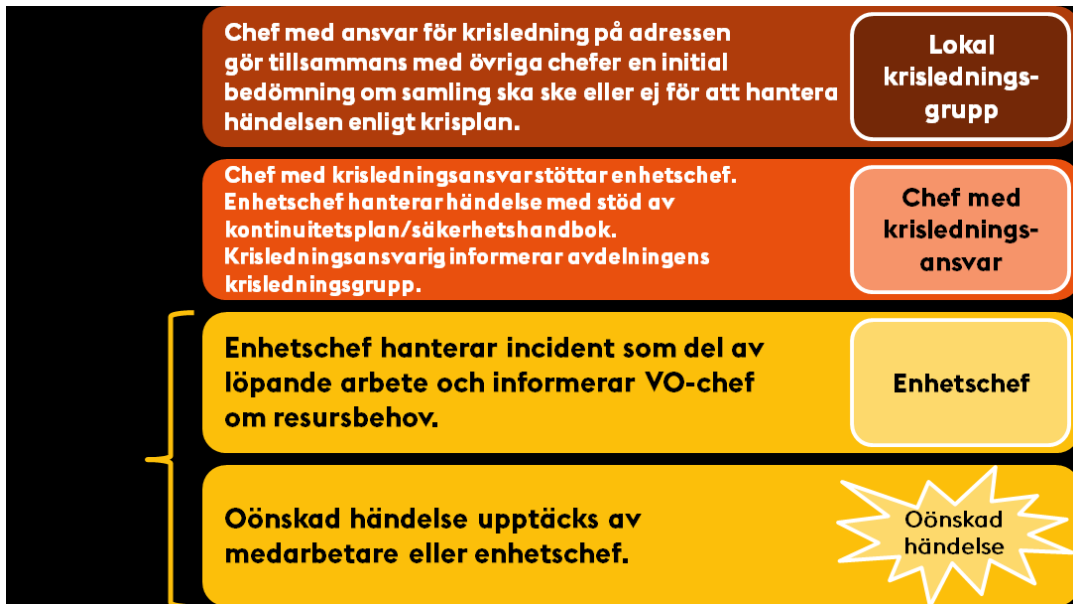 Chef med ansvar för krisledning på adressen
gör tillsammans med övriga chefer en initial
bedömning om samling ska ske eller ej för att hantera
händelsen enligt krisplan.
Lokal
krislednings-
grupp
Chef med krisledningsansvar stöttar enhetschef.
Enhetschef hanterar händelse med stöd av
kontinuitetsplan/säkerhetshandbok.
Krisledningsansvarig informerar avdelningens
krisledningsgrupp.
Chef med
krislednings-
ansvar
Enhetschef hanterar incident som del av
löpande arbete och informerar VO-chef
om resursbehov.
Enhetschef
Oönskad händelse upptäcks av
medarbetare eller enhetschef.
Oönskad
händelse